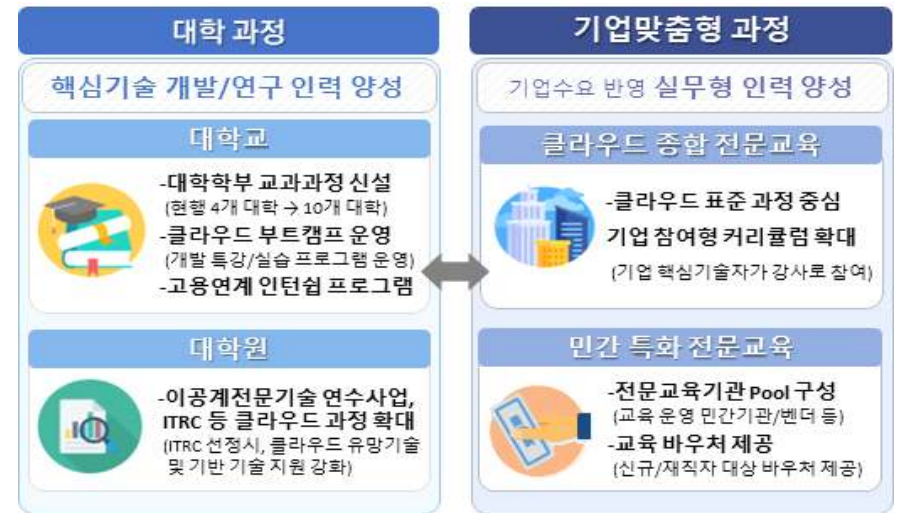 대학 과정
핵심기술 개발/연구 인력 양성
대학교
-대학학부 교과과정 신설
(현행 4개 대학 → 10개 대학)
-클라우드 부트캠프 운영
(개발 특강/실습 프로그램 운영)
-고용연계 인턴쉽 프로그램
대학원
-이공계전문기술 연수사업,
ITRC 등 클라우드 과정 확대
(ITRC 선정시, 클라우드 유망기술
및 기반 기술 지원 강화)
기업맞춤형 과정
기업수요 반영 실무형 인력 양성
클라우드 종합 전문교육
-클라우드 표준 과정 중심
기업 참여형 커리큘럼 확대
(기업 핵심기술자가 강사로 참여)
민간 특화 전문교육
-전문교육기관 Pool 구성
(교육 운영 민간기관/벤더 등)
-교육 바우처 제공
(신규/재직자 대상 바우처 제공)